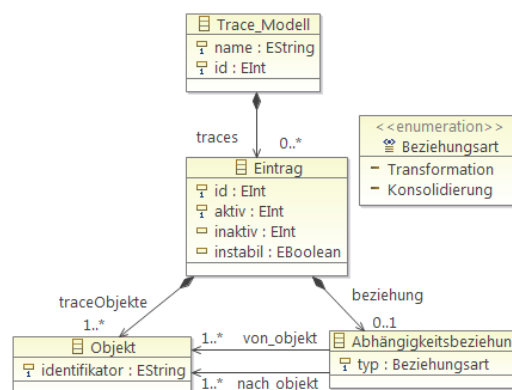 Trace_Modell
name : EString
id : EInt
traces
0..*
<<enumeration>>
Beziehungsart
Transformation
Konsolidierung
Eintrag
id : EInt
aktiv : EInt
inaktiv : EInt
instabil : EBoolean
traceObjekte
beziehung
1..*
0..1
Objekt
identifikator : EString
1..* von_objekt
1..* nach_objekt
Abhängigkeitsbeziehun
typ : Beziehungsart